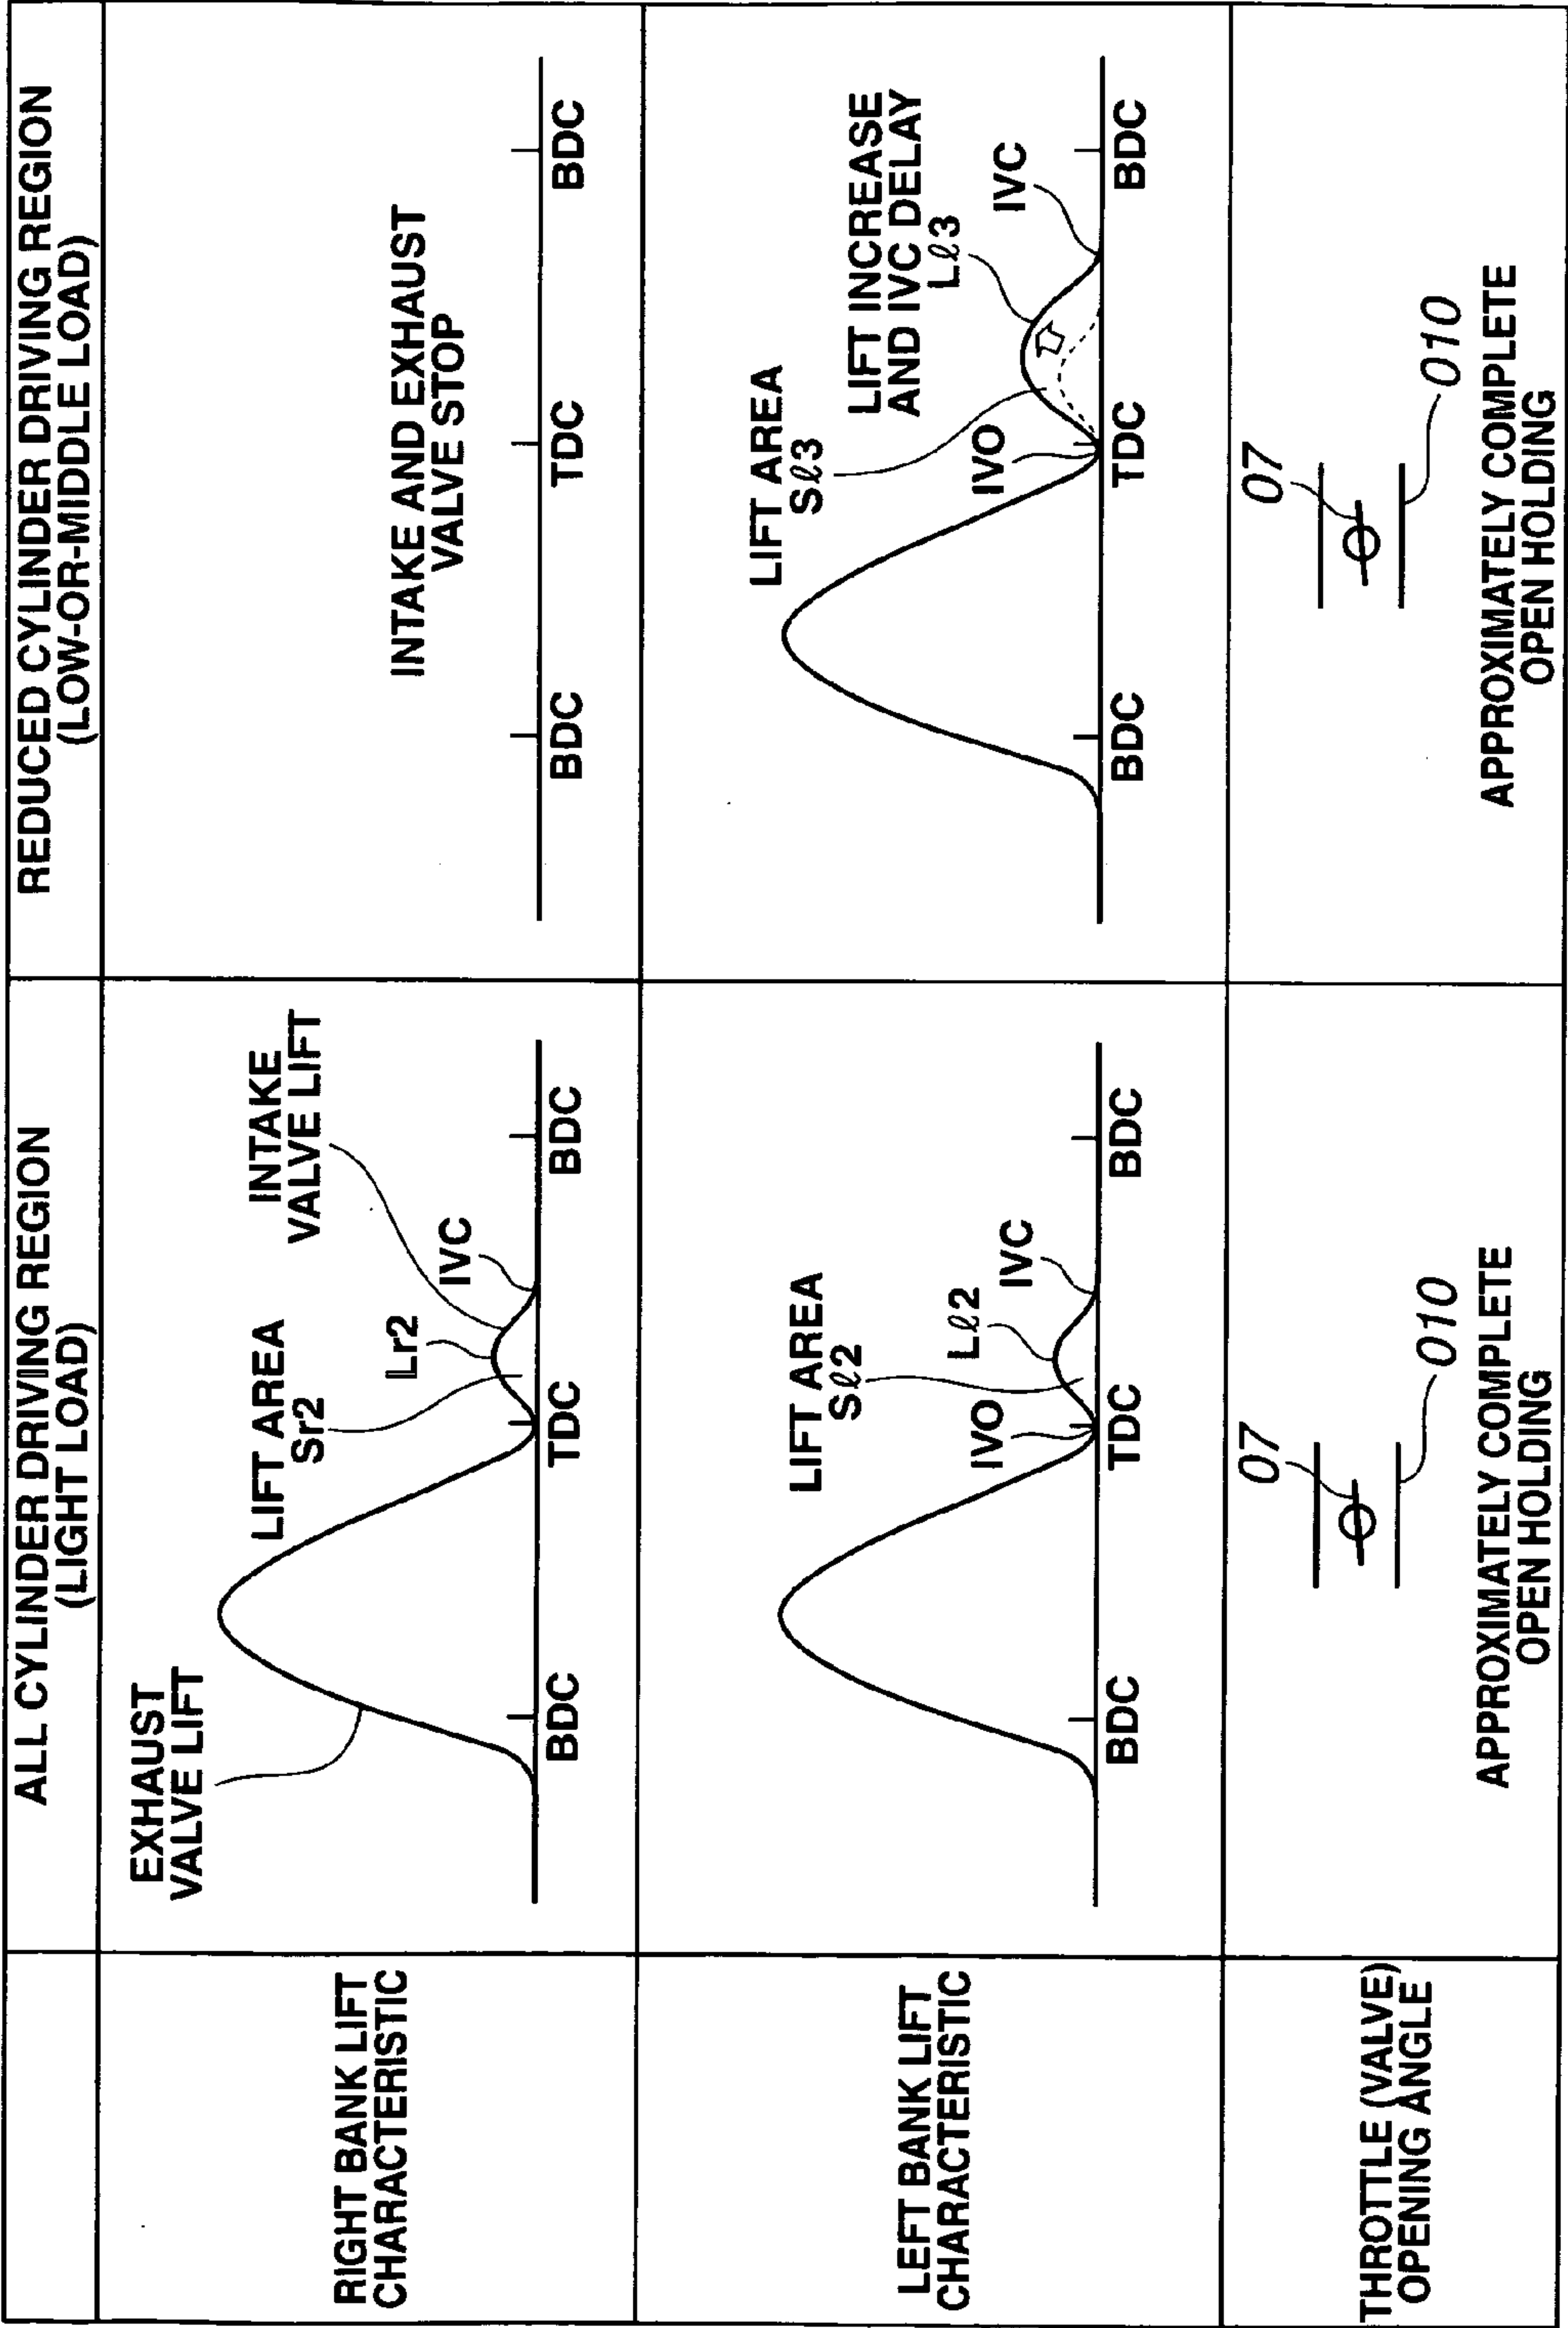 ALL CYLINDER DRIVING REGION
(LIGHT LOAD)
REDUCED CYLINDER DRIVING REGION
(LOW-OR-MIDDLE LOAD)
RIGHT BANK LIFT
CHARACTERISTIC
EXHAUST
VALVE LIFT
LIFT AREA
Sr2
Lr2
INTAKE
VALVE LIFT
IVC
BDC
TDC
BDC
INTAKE AND EXHAUST
VALVE STOP
BDC
TDC
BDC
LEFT BANK LIFT
CHARACTERISTIC
LIFT AREA
Sℓ2
IVO
Lℓ2
IVC
BDC
TDC
BDC
LIFT AREA
Sℓ3
LIFT INCREASE
AND IVC DELAY
Lℓ3
IVO
IVC
BDC
TDC
BDC
THROTTLE (VALVE)
OPENING ANGLE
07
010
APPROXIMATELY COMPLETE
OPEN HOLDING
07
010
APPROXIMATELY COMPLETE
OPEN HOLDING